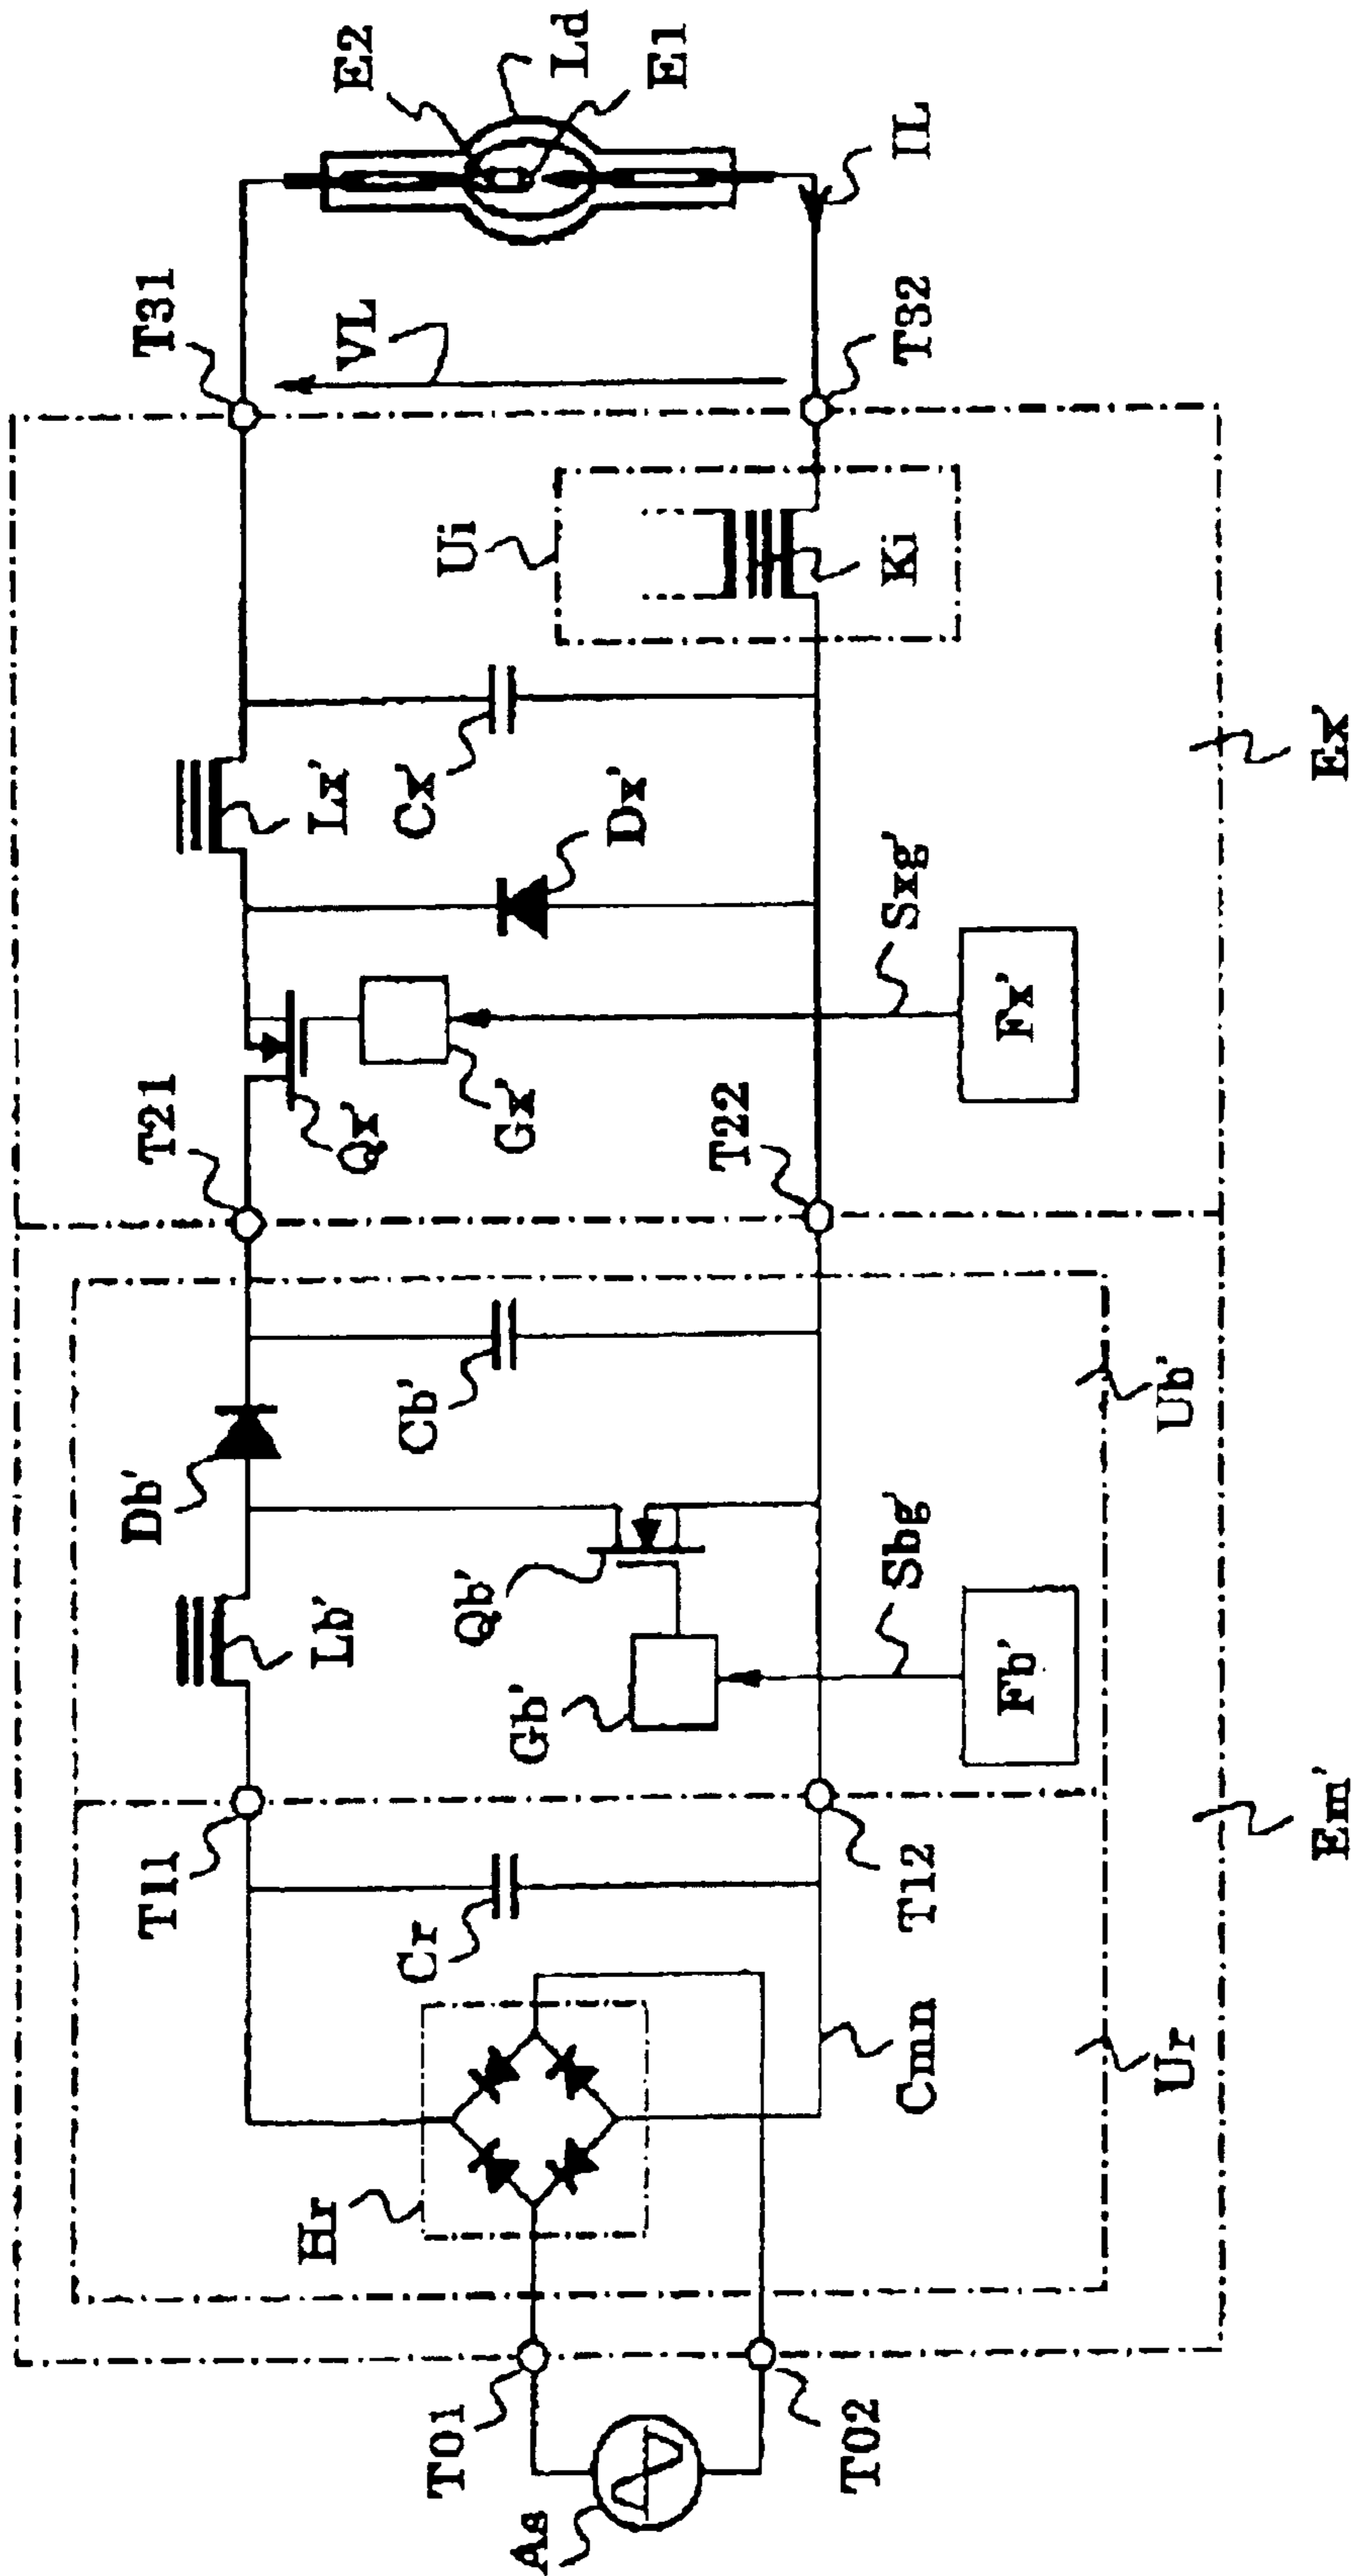 T11
Db'
T21
T31
Hr
Lb'
Qx'
Lx'
VL
E2
Cr
Cb'
Cx'
T01
Qb'
Ui
As
Gb'
Gx'
Ld
Dx'
E1
T22
T02
Cmn
T12
Sbg'
Sxg'
Ki
T32
IL
Fb'
Fx'
Ur
Ub'
Em'
Ex'